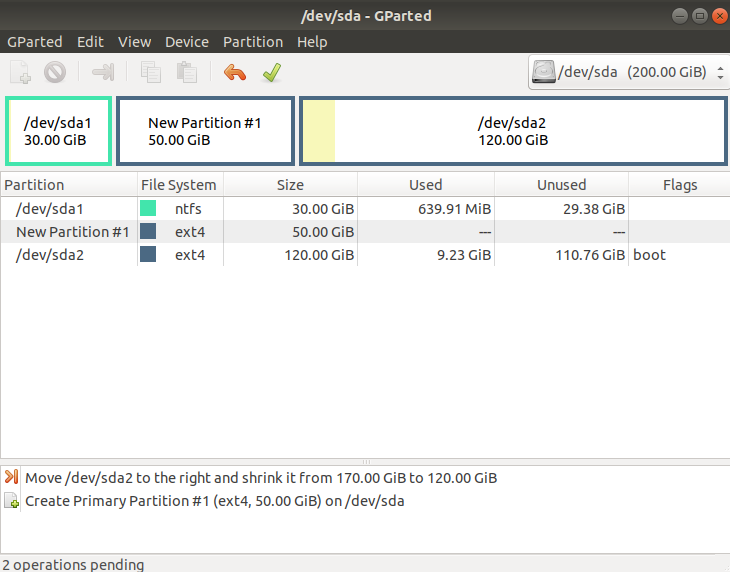 /dev/sda - GParted
GParted Edit View Device Partition Help
/dev/sda (200.00 GiB)
/dev/sda1
30.00 GiB
New Partition #1
50.00 GiB
/dev/sda2
120.00 GiB
Partition File System Size Used Unused Flags
/dev/sda1 ntfs 30.00 GiB 639.91 MiB 29.38 GiB
New Partition #1 ext4 50.00 GiB --- ---
/dev/sda2 ext4 120.00 GiB 9.23 GiB 110.76 GiB boot
Move /dev/sda2 to the right and shrink it from 170.00 GiB to 120.00 GiB
Create Primary Partition #1 (ext4, 50.00 GiB) on /dev/sda
2 operations pending